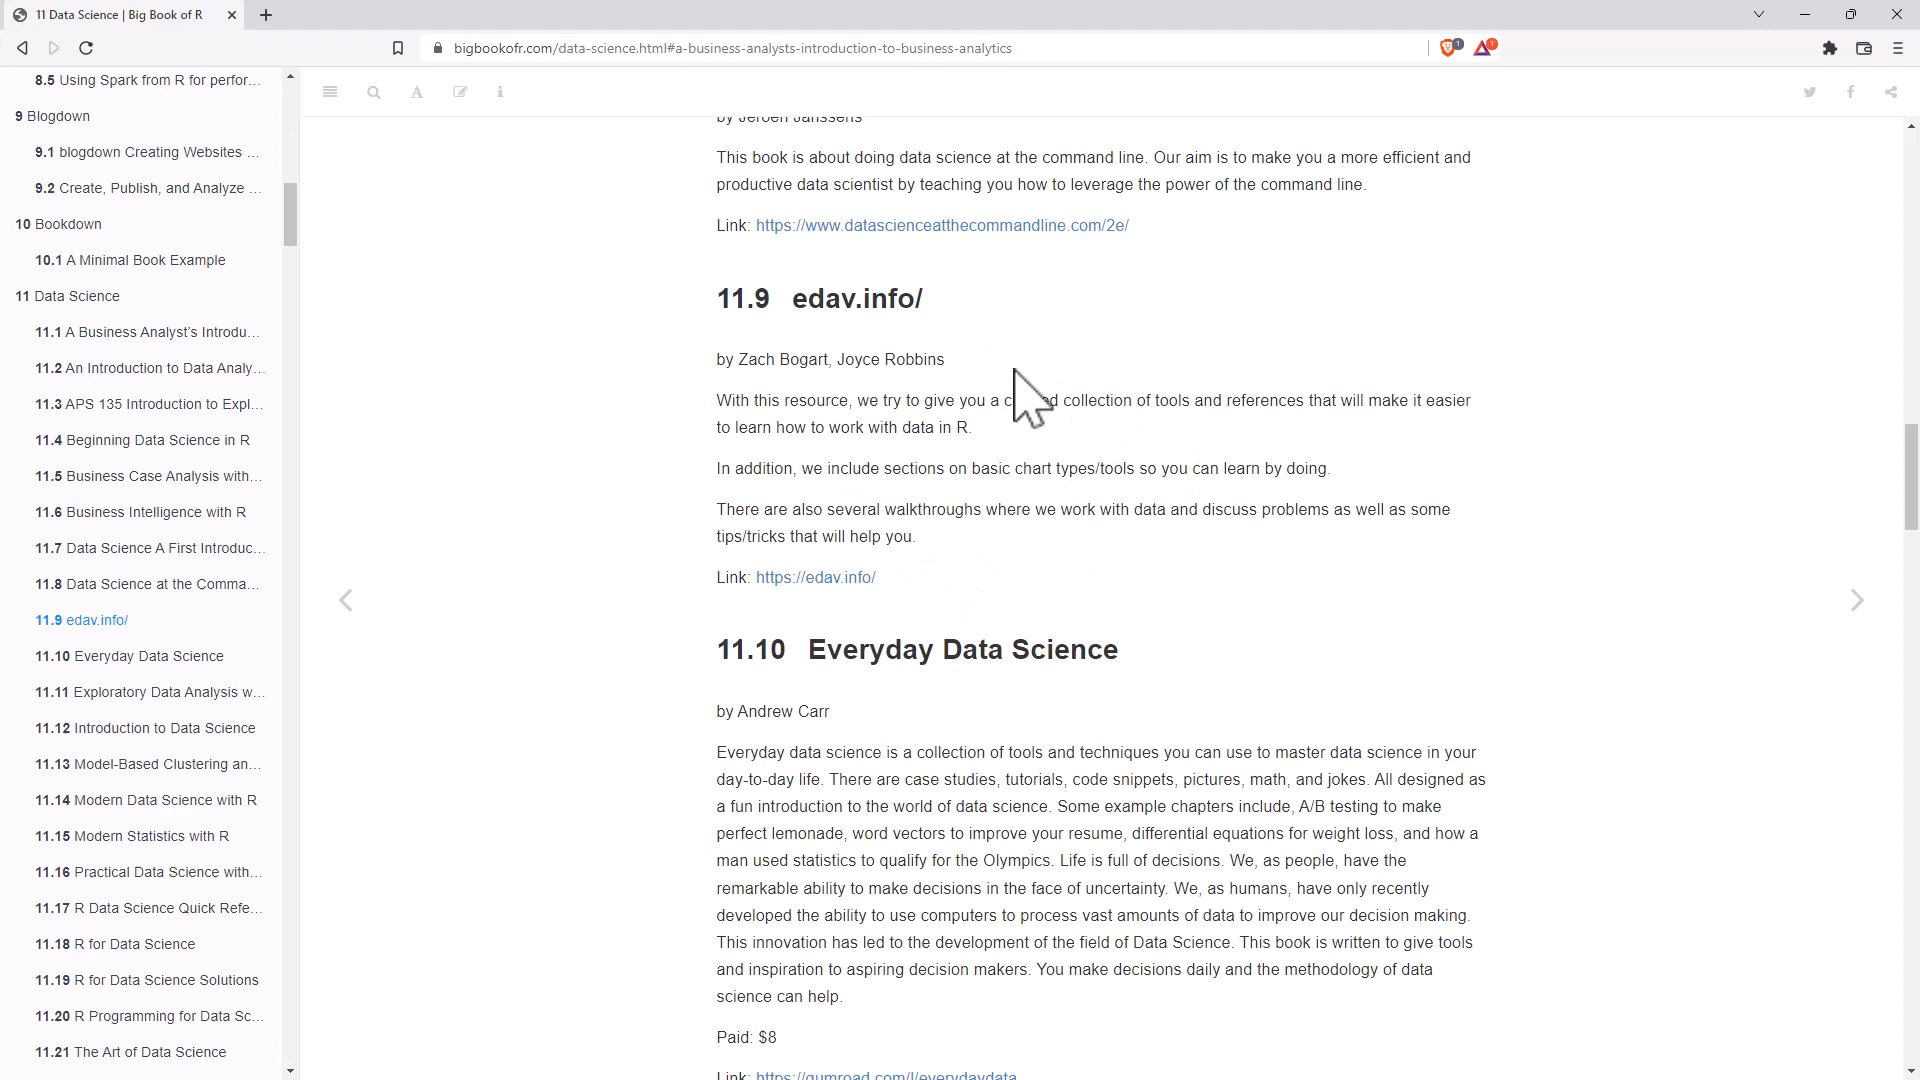 11 Data Science | Big Book of R
bigbookofr.com/data-science.html#a-business-analysts-introduction-to-business-analytics
1
1
8.5 Using Spark from R for perfor...
9 Blogdown
9.1 blogdown Creating Websites ...
9.2 Create, Publish, and Analyze ...
10 Bookdown
10.1 A Minimal Book Example
11 Data Science
11.1 A Business Analyst's Introdu...
11.2 An Introduction to Data Analy...
11.3 APS 135 Introduction to Expl...
11.4 Beginning Data Science in R
11.5 Business Case Analysis with...
11.6 Business Intelligence with R
11.7 Data Science A First Introduc...
11.8 Data Science at the Comma...
11.9 edav.info/
11.10 Everyday Data Science
11.11 Exploratory Data Analysis w...
11.12 Introduction to Data Science
11.13 Model-Based Clustering an...
11.14 Modern Data Science with R
11.15 Modern Statistics with R
11.16 Practical Data Science with...
11.17 R Data Science Quick Refe...
11.18 R for Data Science
11.19 R for Data Science Solutions
11.20 R Programming for Data Sc...
11.21 The Art of Data Science
by Jeroen Janssens
This book is about doing data science at the command line. Our aim is to make you a more efficient and
productive data scientist by teaching you how to leverage the power of the command line.
Link: https://www.datascienceatthecommandline.com/2e/
11.9 edav.info/
by Zach Bogart, Joyce Robbins
With this resource, we try to give you a collection of tools and references that will make it easier
to learn how to work with data in R.
In addition, we include sections on basic chart types/tools so you can learn by doing.
There are also several walkthroughs where we work with data and discuss problems as well as some
tips/tricks that will help you.
Link: https://edav.info/
11.10 Everyday Data Science
by Andrew Carr
Everyday data science is a collection of tools and techniques you can use to master data science in your
day-to-day life. There are case studies, tutorials, code snippets, pictures, math, and jokes. All designed as
a fun introduction to the world of data science. Some example chapters include, A/B testing to make
perfect lemonade, word vectors to improve your resume, differential equations for weight loss, and how a
man used statistics to qualify for the Olympics. Life is full of decisions. We, as people, have the
remarkable ability to make decisions in the face of uncertainty. We, as humans, have only recently
developed the ability to use computers to process vast amounts of data to improve our decision making.
This innovation has led to the development of the field of Data Science. This book is written to give tools
and inspiration to aspiring decision makers. You make decisions daily and the methodology of data
science can help.
Paid: $8
Link: https://gumroad.com/l/everydaydata